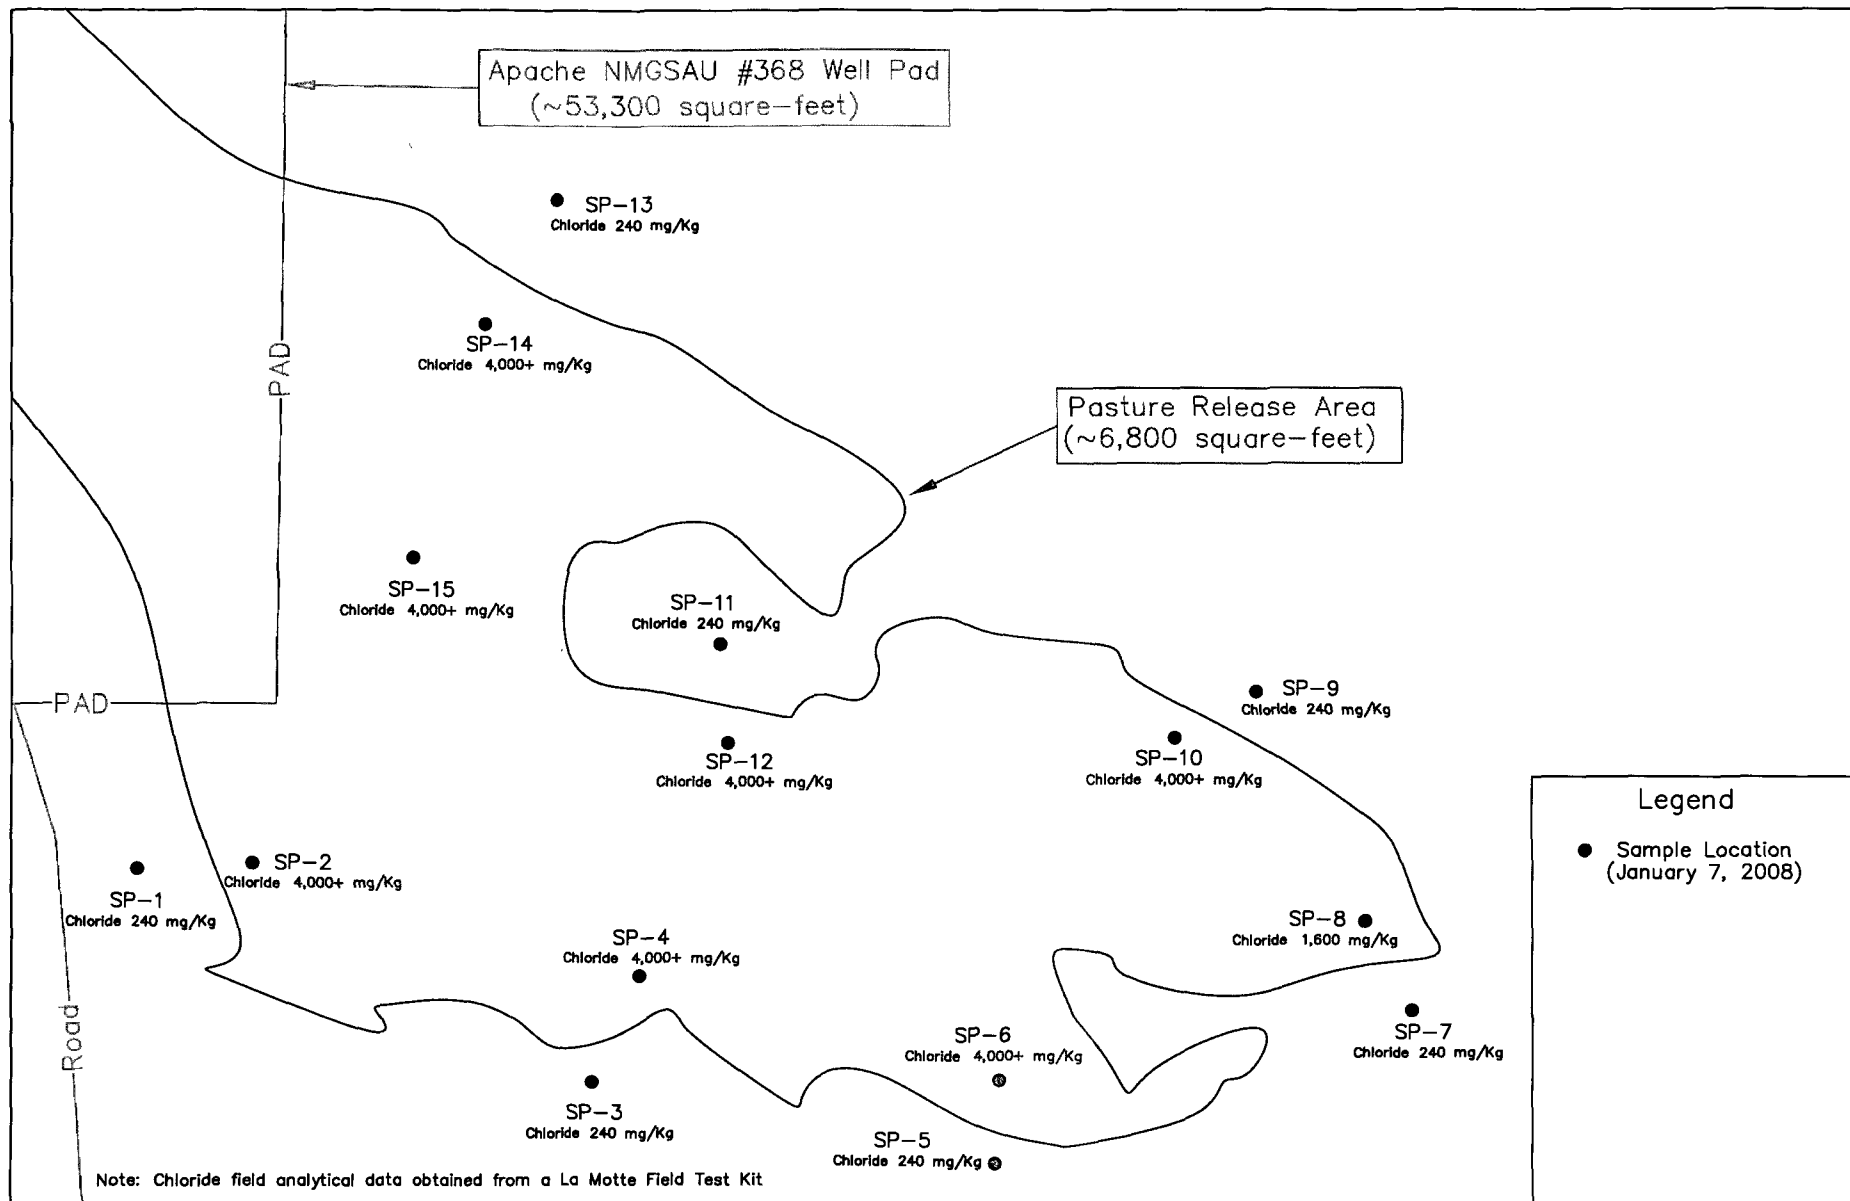 Apache NMGSAU #368 Well Pad
(~53,300 square-feet)
SP-13
Chloride 240 mg/Kg
SP-14
Chloride 4,000+ mg/Kg
PAD
Pasture Release Area
(~6,800 square-feet)
SP-15
Chloride 4,000+ mg/Kg
SP-11
Chloride 240 mg/Kg
PAD
SP-9
Chloride 240 mg/Kg
SP-12
Chloride 4,000+ mg/Kg
SP-10
Chloride 4,000+ mg/Kg
Legend
Sample Location
(January 7, 2008)
SP-2
Chloride 4,000+ mg/Kg
SP-1
Chloride 240 mg/Kg
SP-8
Chloride 1,600 mg/Kg
SP-4
Chloride 4,000+ mg/Kg
Road
SP-6
Chloride 4,000+ mg/Kg
SP-7
Chloride 240 mg/Kg
SP-3
Chloride 240 mg/Kg
SP-5
Chloride 240 mg/Kg
Note: Chloride field analytical data obtained from a La Motte Field Test Kit